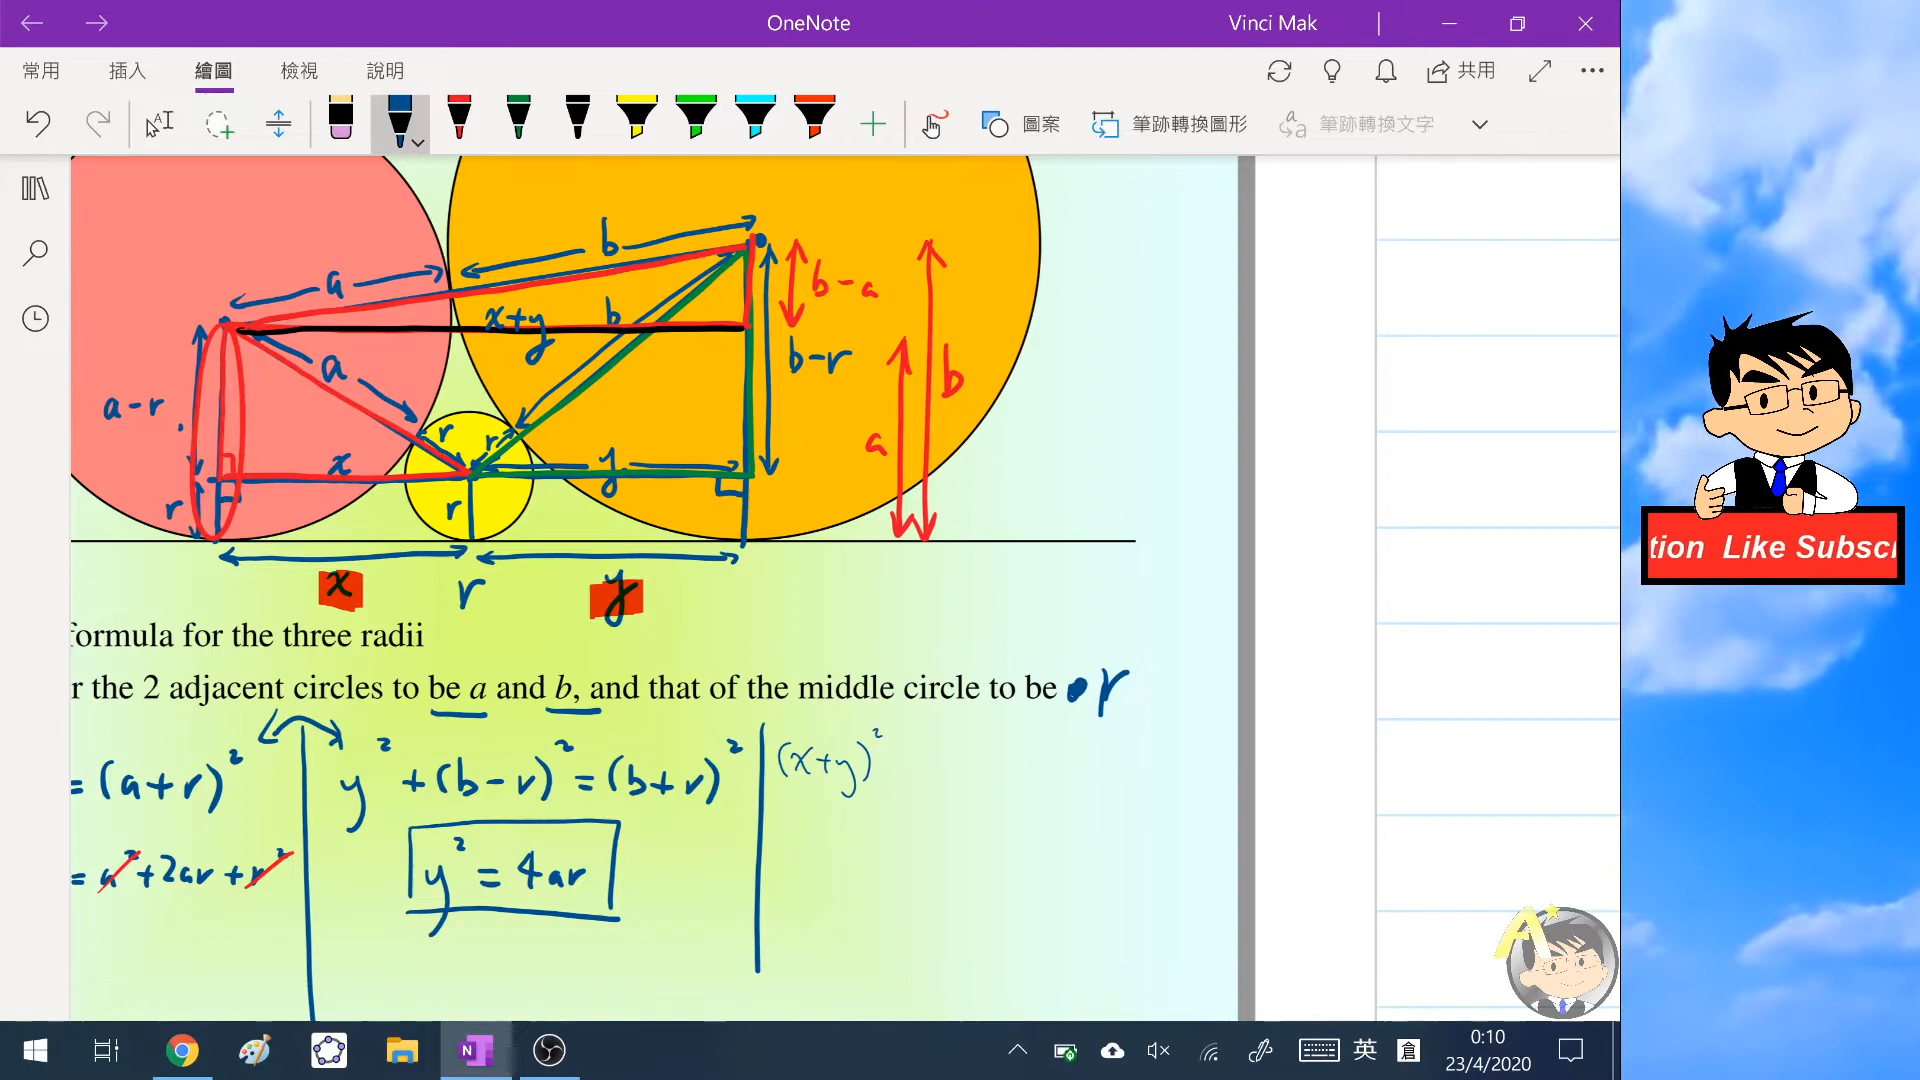 OneNote
Vinci Mak
常用 插入 繪圖 檢視 說明
共用
圖案 筆跡轉換圖形 筆跡轉換文字
b
a
b-a
x+y
b
a
b-r
b
a-r
a
r
r
x
y
r
r
x
r
y
formula for the three radii
r the 2 adjacent circles to be a and b, and that of the middle circle to be r
= (a+r)²
y² + (b-r)² = (b+r)²
(x+y)²
= a² + 2ar + r²
y² = 4ar
tion Like Subscr
A
N
英 倉
0:10
23/4/2020